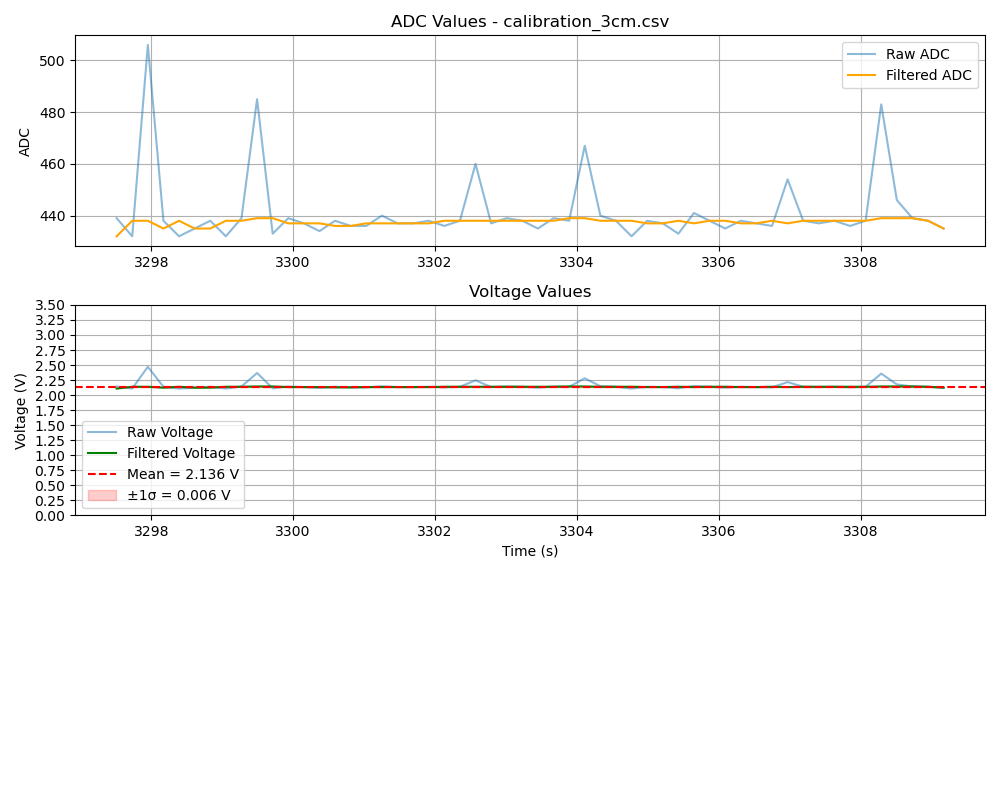 ADC Values - calibration_3cm.csv
500
480
460
440
ADC
Raw ADC
Filtered ADC
3298
3300
3302
3304
3306
3308
Voltage Values
3.50
3.25
3.00
2.75
2.50
2.25
2.00
1.75
1.50
1.25
1.00
0.75
0.50
0.25
0.00
Voltage (V)
Raw Voltage
Filtered Voltage
Mean = 2.136 V
±1σ = 0.006 V
3298
3300
3302
3304
3306
3308
Time (s)